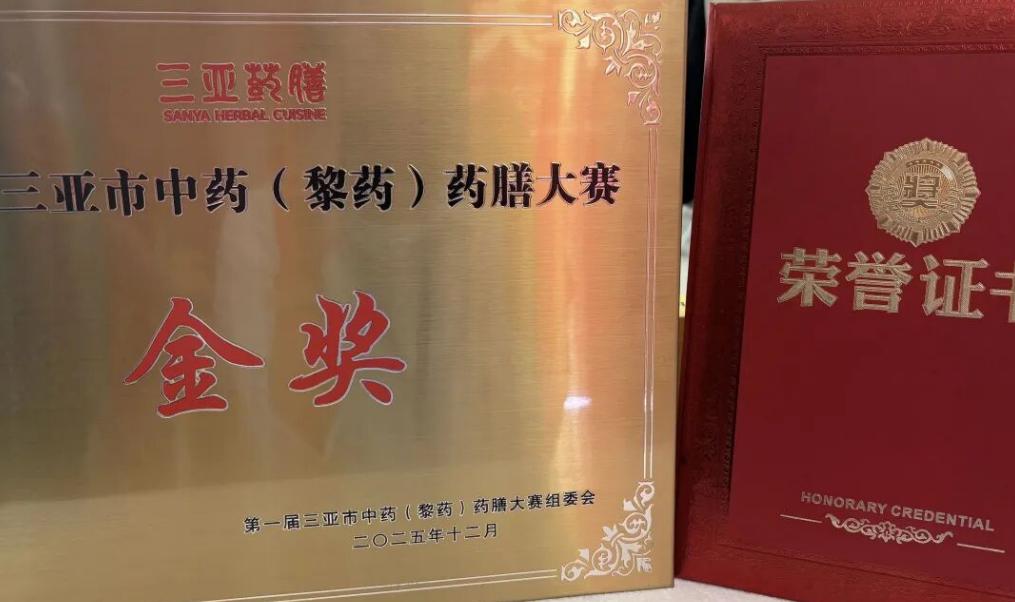 三亚药膳
SANYA HERBAL CUISINE
三亚市中药（黎药）药膳大赛
金奖
第一届三亚市中药（黎药）药膳大赛组委会
二〇二五年十二月
奖
荣誉证书
HONORARY CREDENTIAL